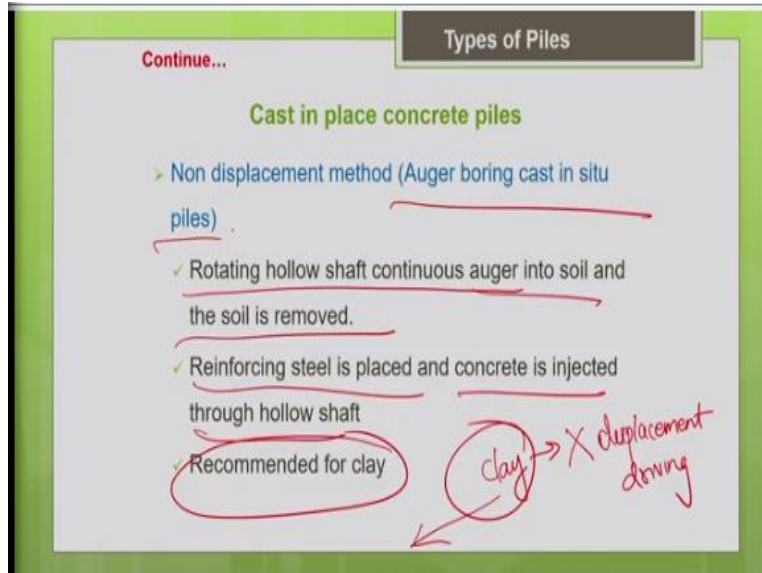 Types of Piles
Continue...
Cast in place concrete piles
➢ Non displacement method (Auger boring cast in situ
piles)
✓ Rotating hollow shaft continuous auger into soil and
the soil is removed.
✓ Reinforcing steel is placed and concrete is injected
through hollow shaft
✓ Recommended for clay
clay → X displacement
driving